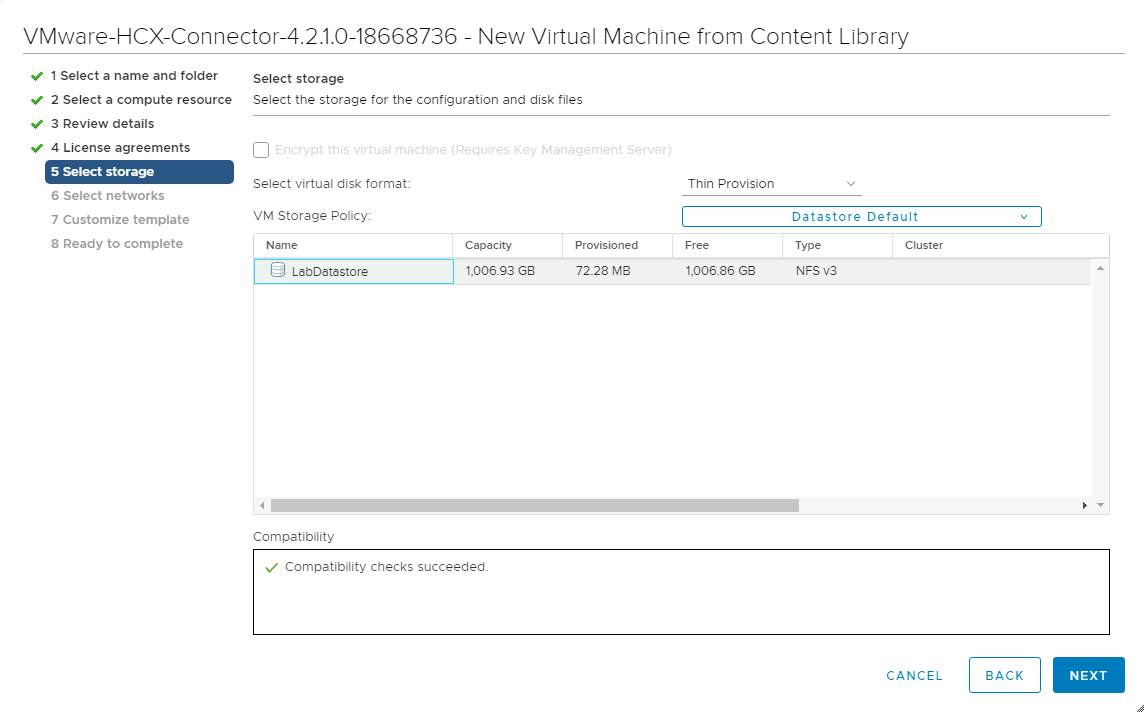 VMware-HCX-Connector-4.2.1.0-18668736 - New Virtual Machine from Content Library
1 Select a name and folder
2 Select a compute resource
3 Review details
4 License agreements
5 Select storage
6 Select networks
7 Customize template
8 Ready to complete
Select storage
Select the storage for the configuration and disk files
Encrypt this virtual machine (Requires Key Management Server)
Select virtual disk format: Thin Provision
VM Storage Policy: Datastore Default
Name Capacity Provisioned Free Type Cluster
LabDatastore 1,006.93 GB 72.28 MB 1,006.86 GB NFS v3
Compatibility
Compatibility checks succeeded.
CANCEL BACK NEXT